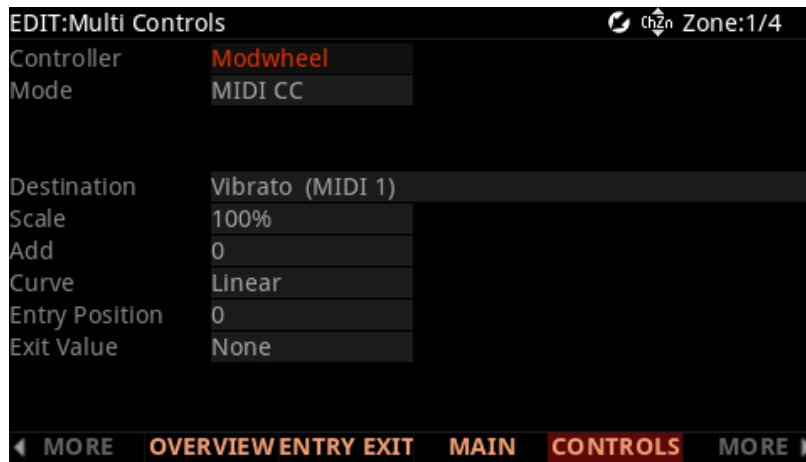 EDIT:Multi Controls ChZn Zone:1/4
Controller Modwheel
Mode MIDI CC
Destination Vibrato (MIDI 1)
Scale 100%
Add 0
Curve Linear
Entry Position 0
Exit Value None
MORE OVERVIEW ENTRY EXIT MAIN CONTROLS MORE